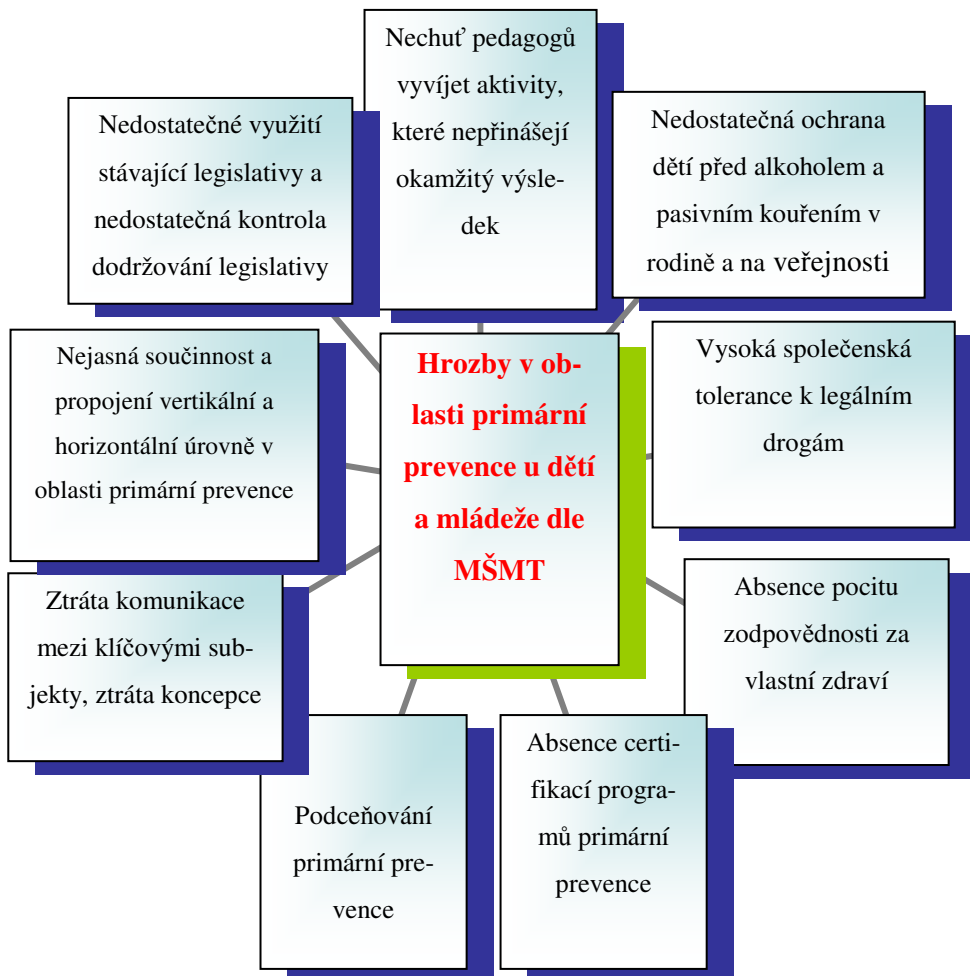 Nechuť pedagogů
vyvíjet aktivity,
které nepřinášejí
okamžitý výsle-
dek
Nedostatečné využití
stávající legislativy a
nedostatečná kontrola
dodržování legislativy
Nedostatečná ochrana
dětí před alkoholem a
pasivním kouřením v
rodině a na veřejnosti
Nejasná součinnost a
propojení vertikální a
horizontální úrovně v
oblasti primární prevence
Hrozby v ob-
lasti primární
prevence u dětí
a mládeže dle
MŠMT
Vysoká společenská
tolerance k legálním
drogám
Ztráta komunikace
mezi klíčovými sub-
jekty, ztráta koncepce
Absence pocitu
zodpovědnosti za
vlastní zdraví
Podceňování
primární pre-
vence
Absence certi-
fikací progra-
mů primární
prevence